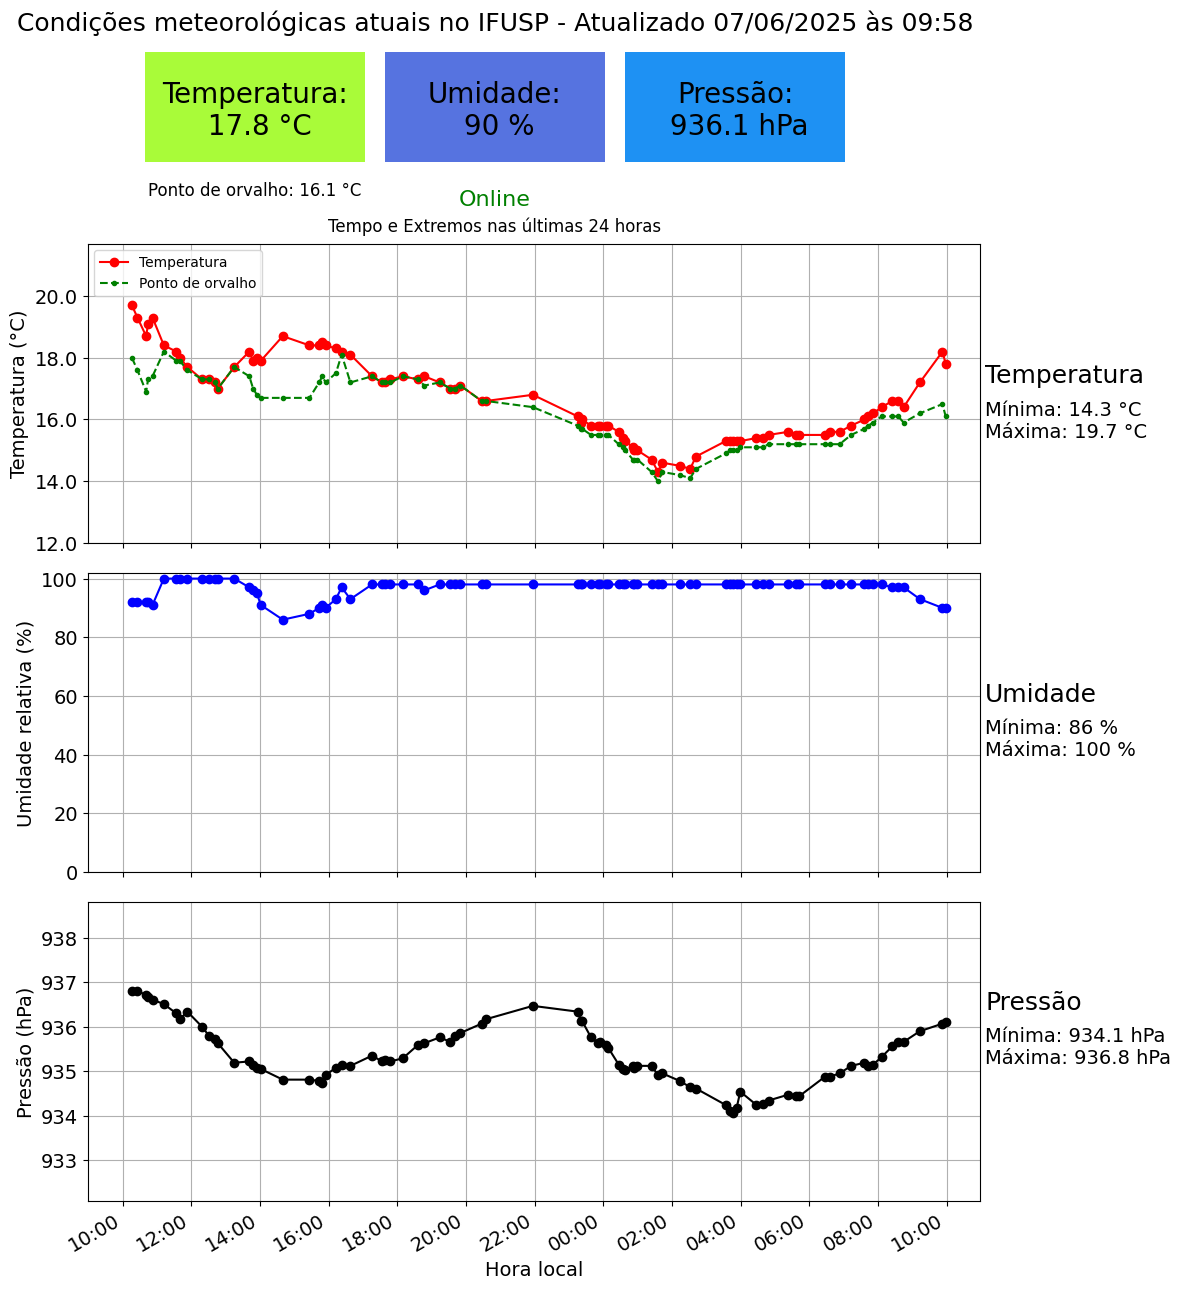 Condições meteorológicas atuais no IFUSP - Atualizado 07/06/2025 às 09:58
Temperatura:
17.8 °C
Umidade:
90 %
Pressão:
936.1 hPa
Ponto de orvalho: 16.1 °C
Online
Tempo e Extremos nas últimas 24 horas
Temperatura
Ponto de orvalho
Temperatura (°C)
20.0
18.0
16.0
14.0
12.0
Temperatura
Mínima: 14.3 °C
Máxima: 19.7 °C
Umidade relativa (%)
100
80
60
40
20
0
Umidade
Mínima: 86 %
Máxima: 100 %
Pressão (hPa)
938
937
936
935
934
933
Pressão
Mínima: 934.1 hPa
Máxima: 936.8 hPa
10:00
12:00
14:00
16:00
18:00
20:00
22:00
00:00
02:00
04:00
06:00
08:00
10:00
Hora local